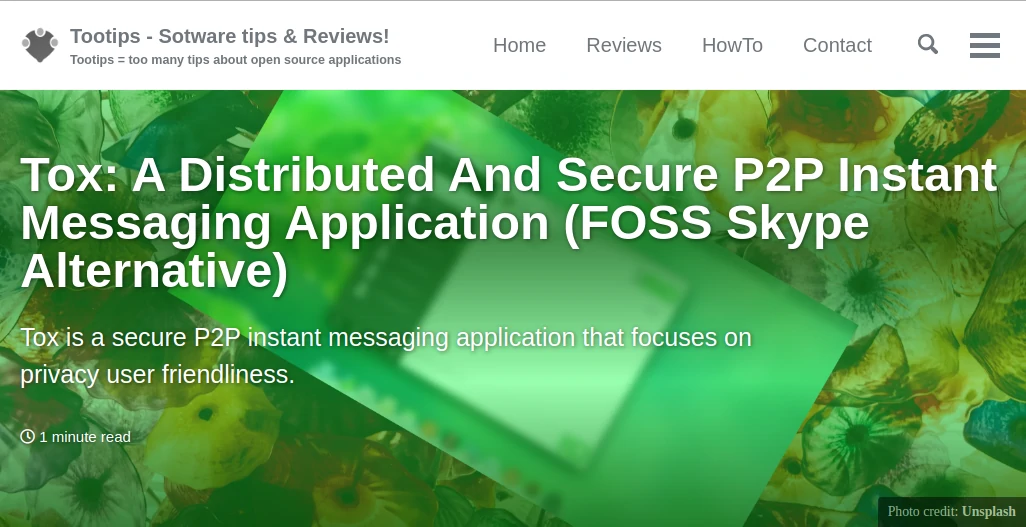 Tootips - Sotware tips & Reviews!
Tootips = too many tips about open source applications
Home Reviews HowTo Contact
Tox: A Distributed And Secure P2P Instant
Messaging Application (FOSS Skype
Alternative)
Tox is a secure P2P instant messaging application that focuses on
privacy user friendliness.
1 minute read
Photo credit: Unsplash